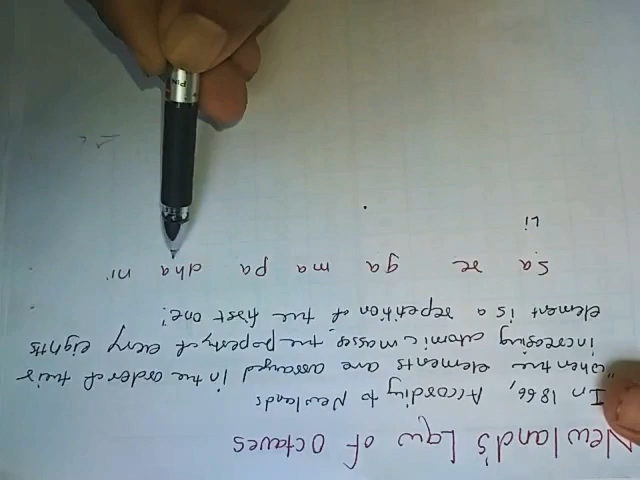 Newland's Law of Octaves
In 1866, According to Newlands
"when the elements are arranged in the order of their
increasing atomic masses, the property of every eights
element is a repetition of the first one".
Sa re ga ma pa dha ni
Li